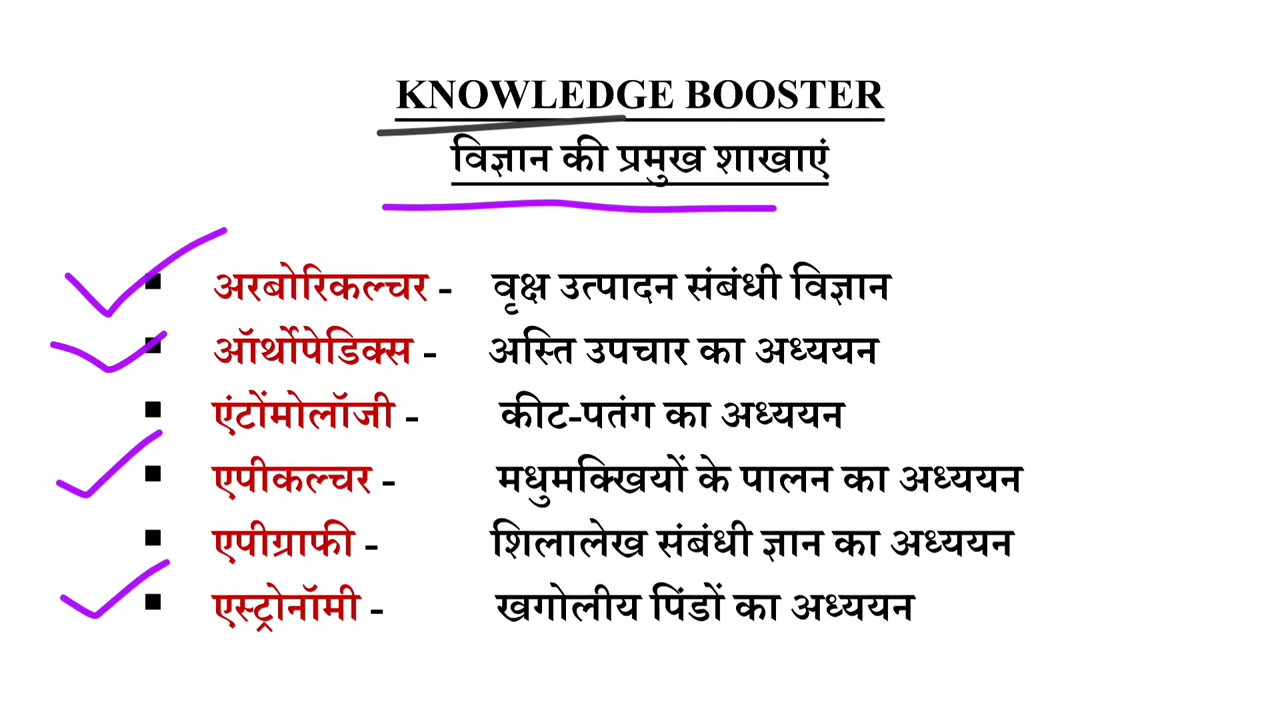 KNOWLEDGE BOOSTER
विज्ञान की प्रमुख शाखाएं
▪ अरबोरिकल्चर - वृक्ष उत्पादन संबंधी विज्ञान
▪ ऑर्थोपेडिक्स - अस्ति उपचार का अध्ययन
▪ एंटोंमोलॉजी - कीट-पतंग का अध्ययन
▪ एपीकल्चर - मधुमक्खियों के पालन का अध्ययन
▪ एपीग्राफी - शिलालेख संबंधी ज्ञान का अध्ययन
▪ एस्ट्रोनॉमी - खगोलीय पिंडों का अध्ययन